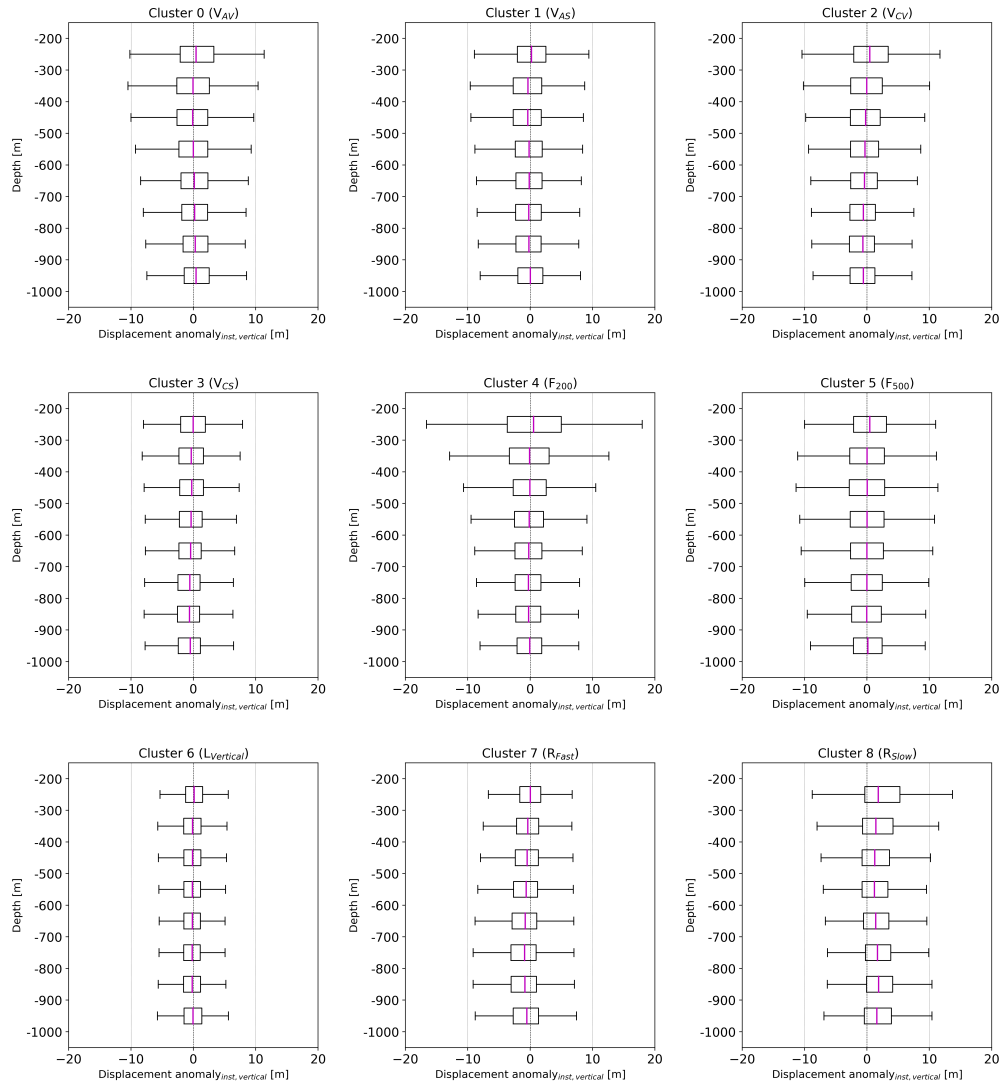 Cluster 0 (V_AV) Cluster 1 (V_AS) Cluster 2 (V_CV)
-200 -200 -200
-300 -300 -300
-400 -400 -400
-500 -500 -500
-600 -600 -600
-700 -700 -700
-800 -800 -800
-900 -900 -900
-1000 -1000 -1000
Depth [m] Depth [m] Depth [m]
−20 −10 0 10 20 −20 −10 0 10 20 −20 −10 0 10 20
Displacement anomaly_inst,vertical [m] Displacement anomaly_inst,vertical [m] Displacement anomaly_inst,vertical [m]
Cluster 3 (V_CS) Cluster 4 (F_200) Cluster 5 (F_500)
-200 -200 -200
-300 -300 -300
-400 -400 -400
-500 -500 -500
-600 -600 -600
-700 -700 -700
-800 -800 -800
-900 -900 -900
-1000 -1000 -1000
Depth [m] Depth [m] Depth [m]
−20 −10 0 10 20 −20 −10 0 10 20 −20 −10 0 10 20
Displacement anomaly_inst,vertical [m] Displacement anomaly_inst,vertical [m] Displacement anomaly_inst,vertical [m]
Cluster 6 (L_Vertical) Cluster 7 (R_Fast) Cluster 8 (R_Slow)
-200 -200 -200
-300 -300 -300
-400 -400 -400
-500 -500 -500
-600 -600 -600
-700 -700 -700
-800 -800 -800
-900 -900 -900
-1000 -1000 -1000
Depth [m] Depth [m] Depth [m]
−20 −10 0 10 20 −20 −10 0 10 20 −20 −10 0 10 20
Displacement anomaly_inst,vertical [m] Displacement anomaly_inst,vertical [m] Displacement anomaly_inst,vertical [m]